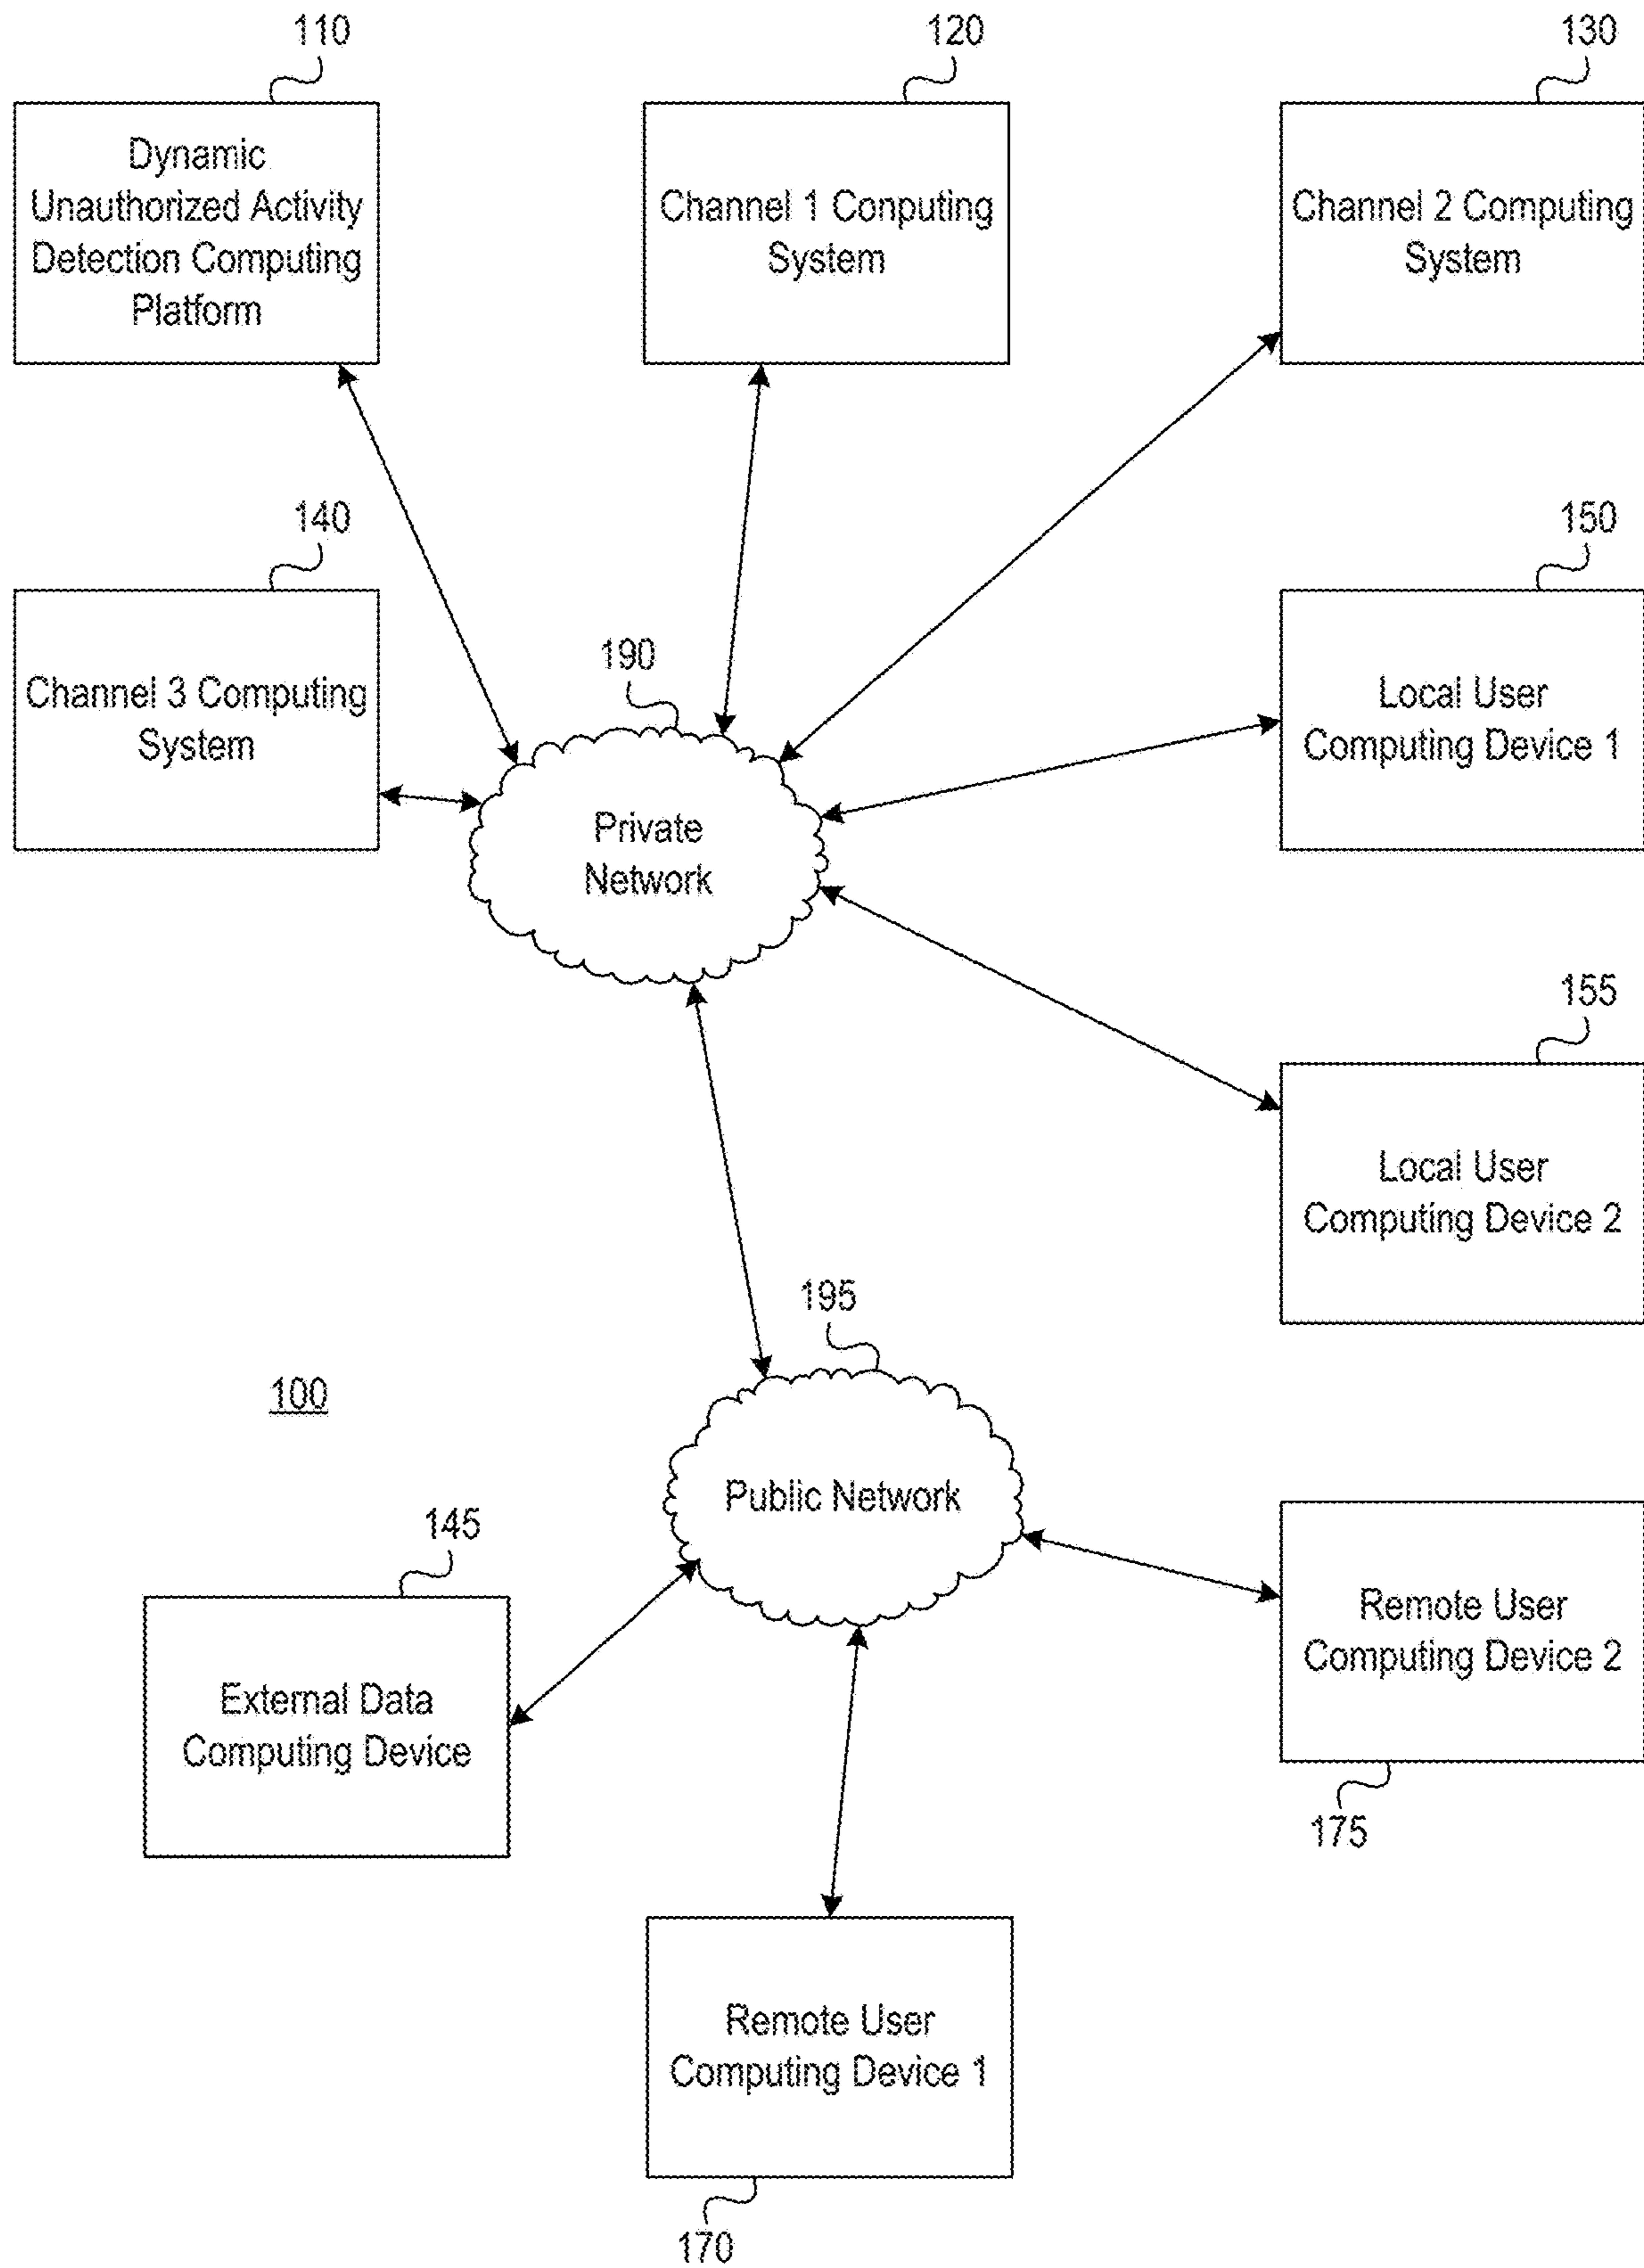 110
120
130
Dynamic
Unauthorized Activity
Detection Computing
Platform
Channel 1 Conputing
System
Channel 2 Computing
System
140
150
190
Channel 3 Computing
System
Local User
Computing Device 1
Private
Network
155
Local User
Computing Device 2
195
100
Public Network
145
External Data
Computing Device
Remote User
Computing Device 2
175
Remote User
Computing Device 1
170